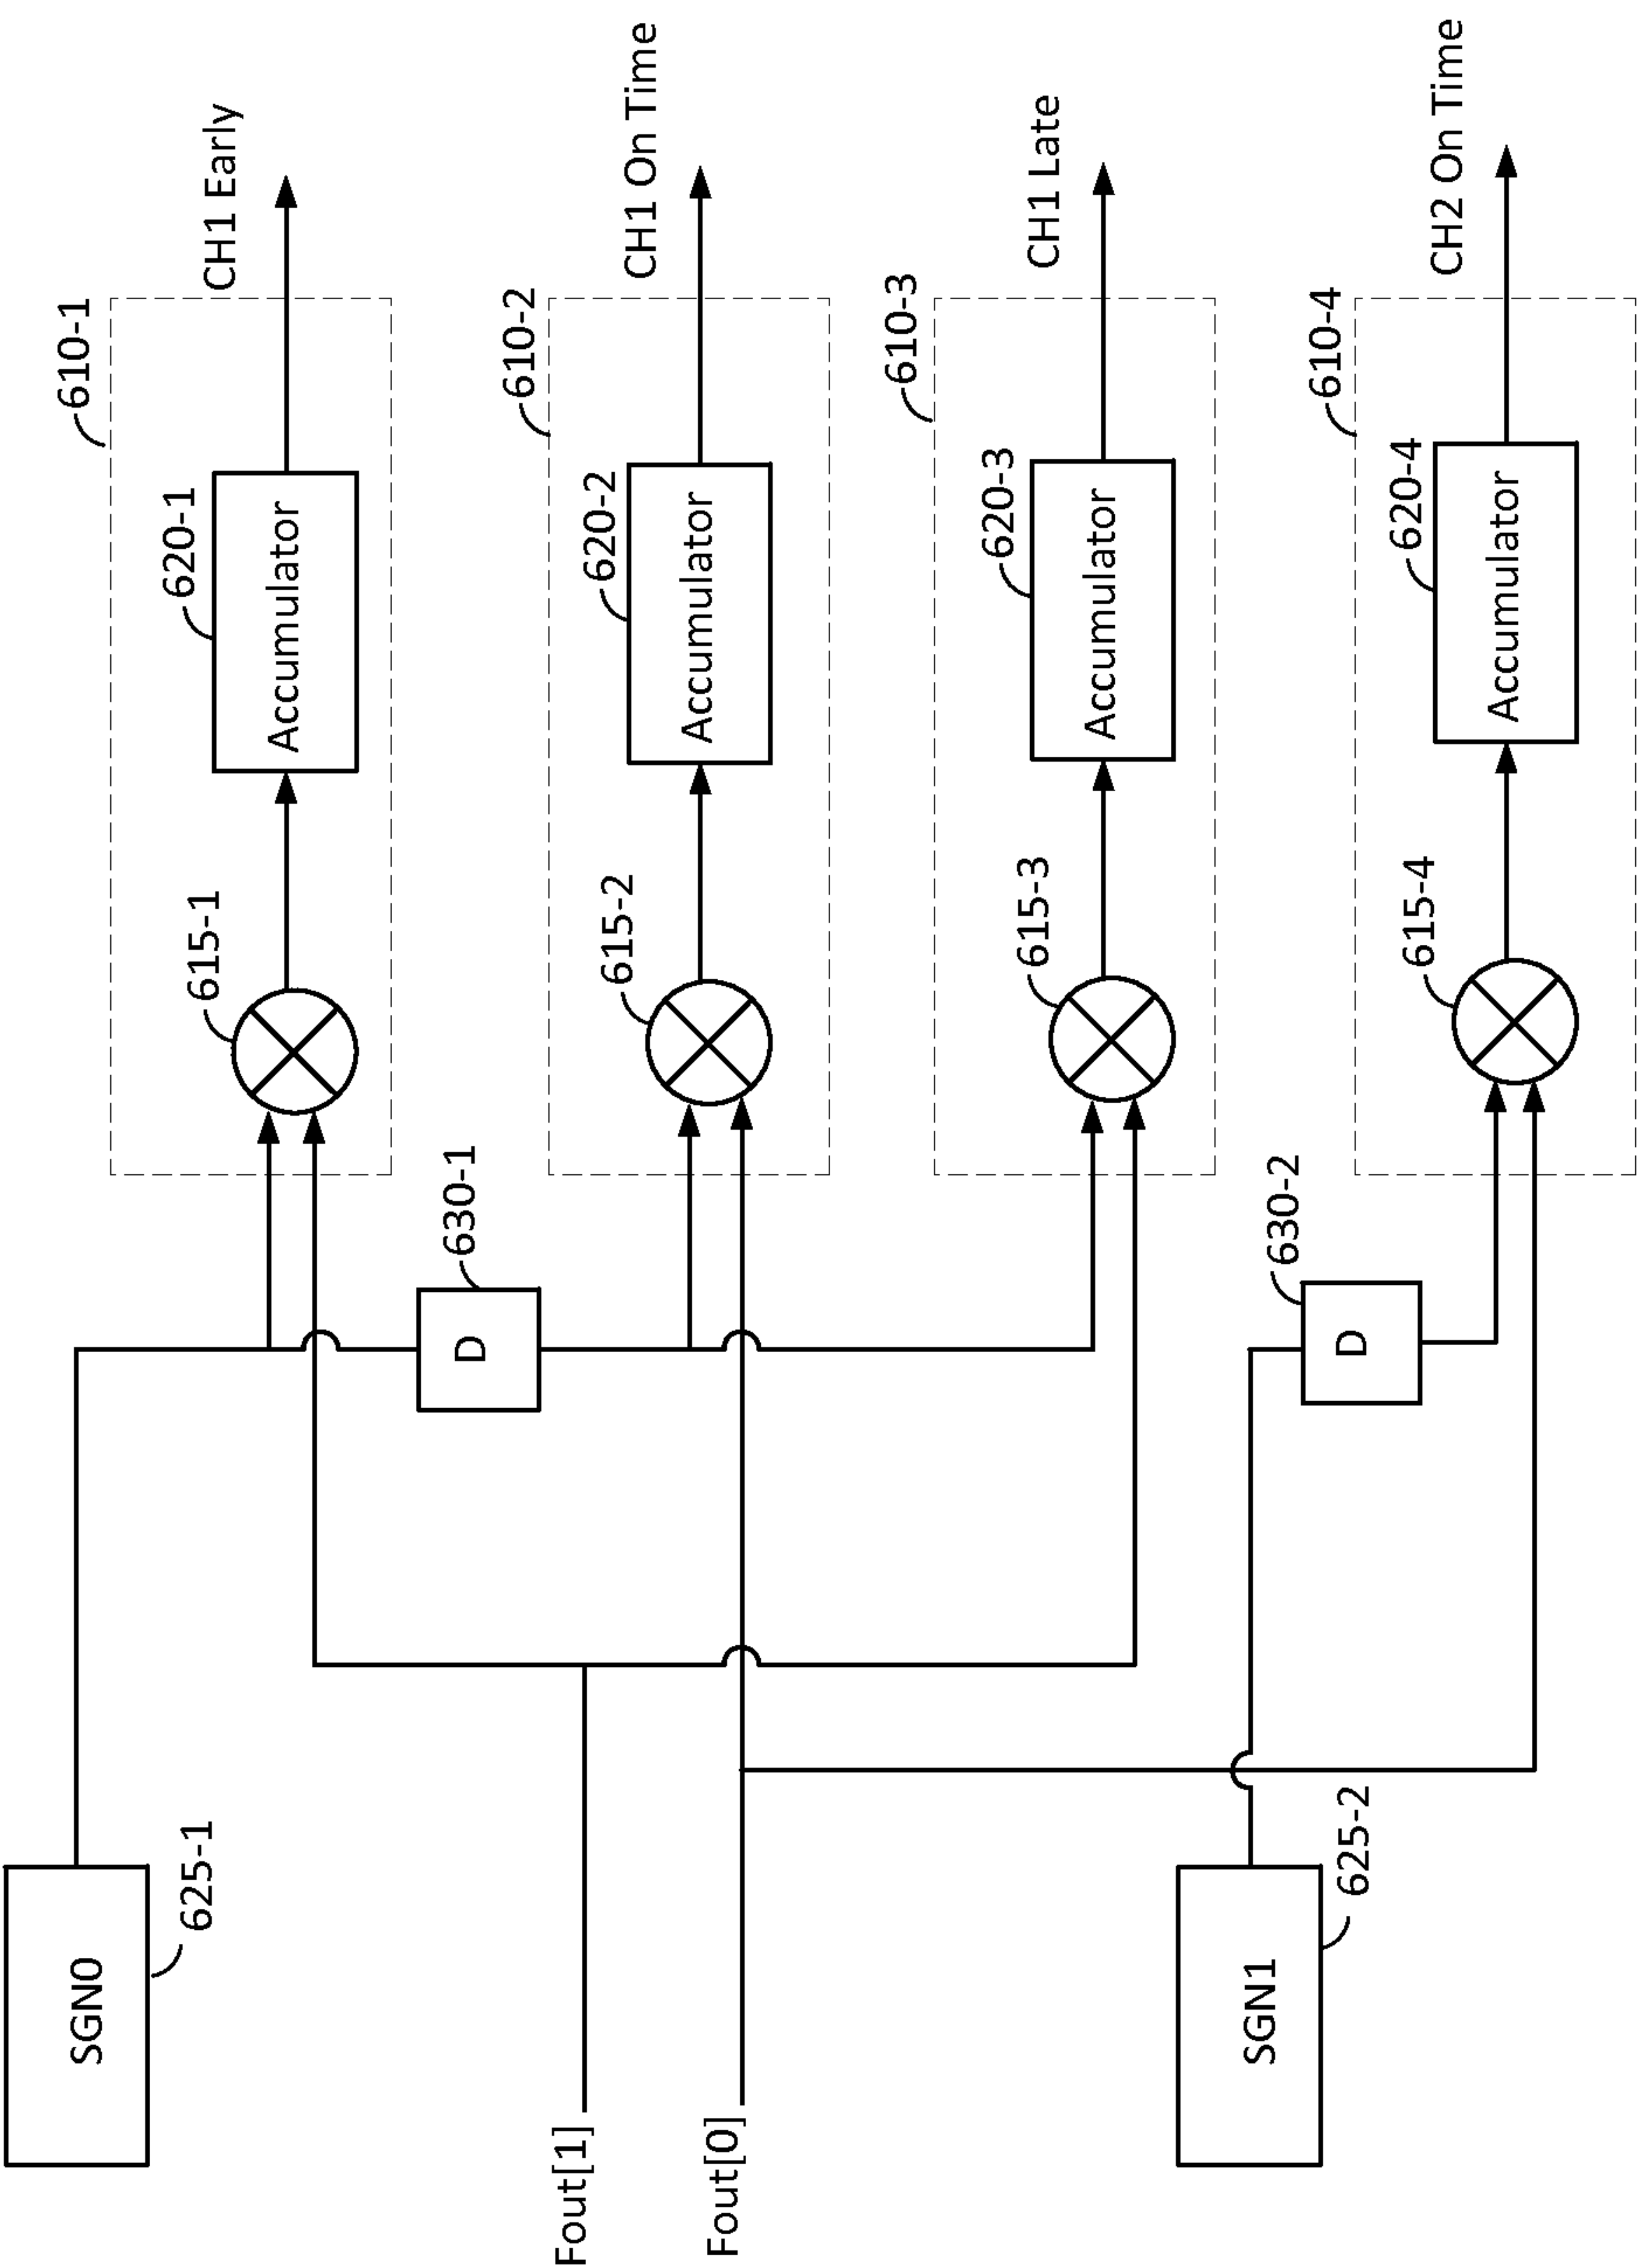 610-1
CH1 Early
620-1
Accumulator
615-1
610-2
CH1 On Time
620-2
Accumulator
615-2
630-1
D
610-3
CH1 Late
620-3
Accumulator
615-3
610-4
CH2 On Time
620-4
Accumulator
615-4
630-2
D
SGN0
625-1
Fout[1]
Fout[0]
SGN1
625-2